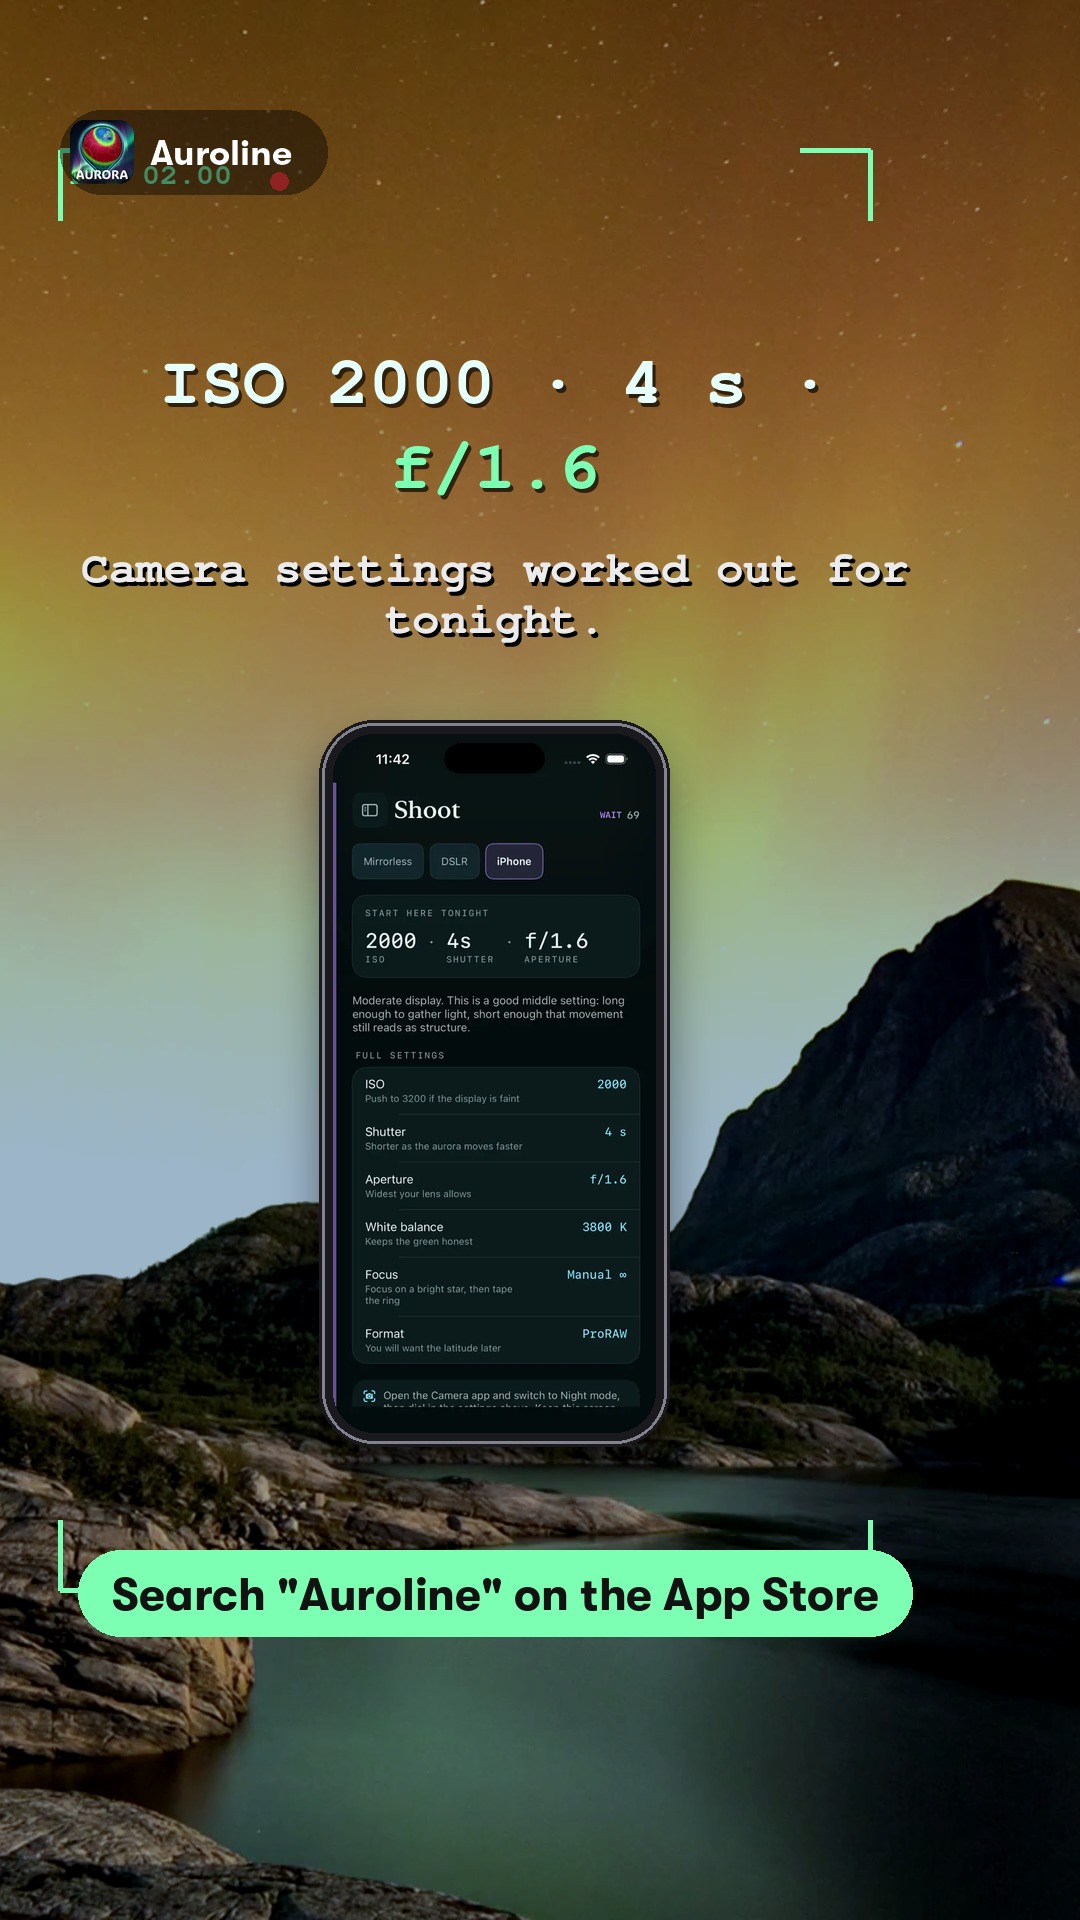 Auroline
AURORA
02.00
ISO 2000 · 4 s ·
f/1.6
Camera settings worked out for
tonight.
11:42
Shoot
WAIT 69
Mirrorless
DSLR
iPhone
START HERE TONIGHT
2000 · 4s · f/1.6
ISO SHUTTER APERTURE
Moderate display. This is a good middle setting: long
enough to gather light, short enough that movement
still reads as structure.
FULL SETTINGS
ISO 2000
Push to 3200 if the display is faint
Shutter 4 s
Shorter as the aurora moves faster
Aperture f/1.6
Widest your lens allows
White balance 3800 K
Keeps the green honest
Focus Manual ∞
Focus on a bright star, then tape
the ring
Format ProRAW
You will want the latitude later
Open the Camera app and switch to Night mode,
Search "Auroline" on the App Store